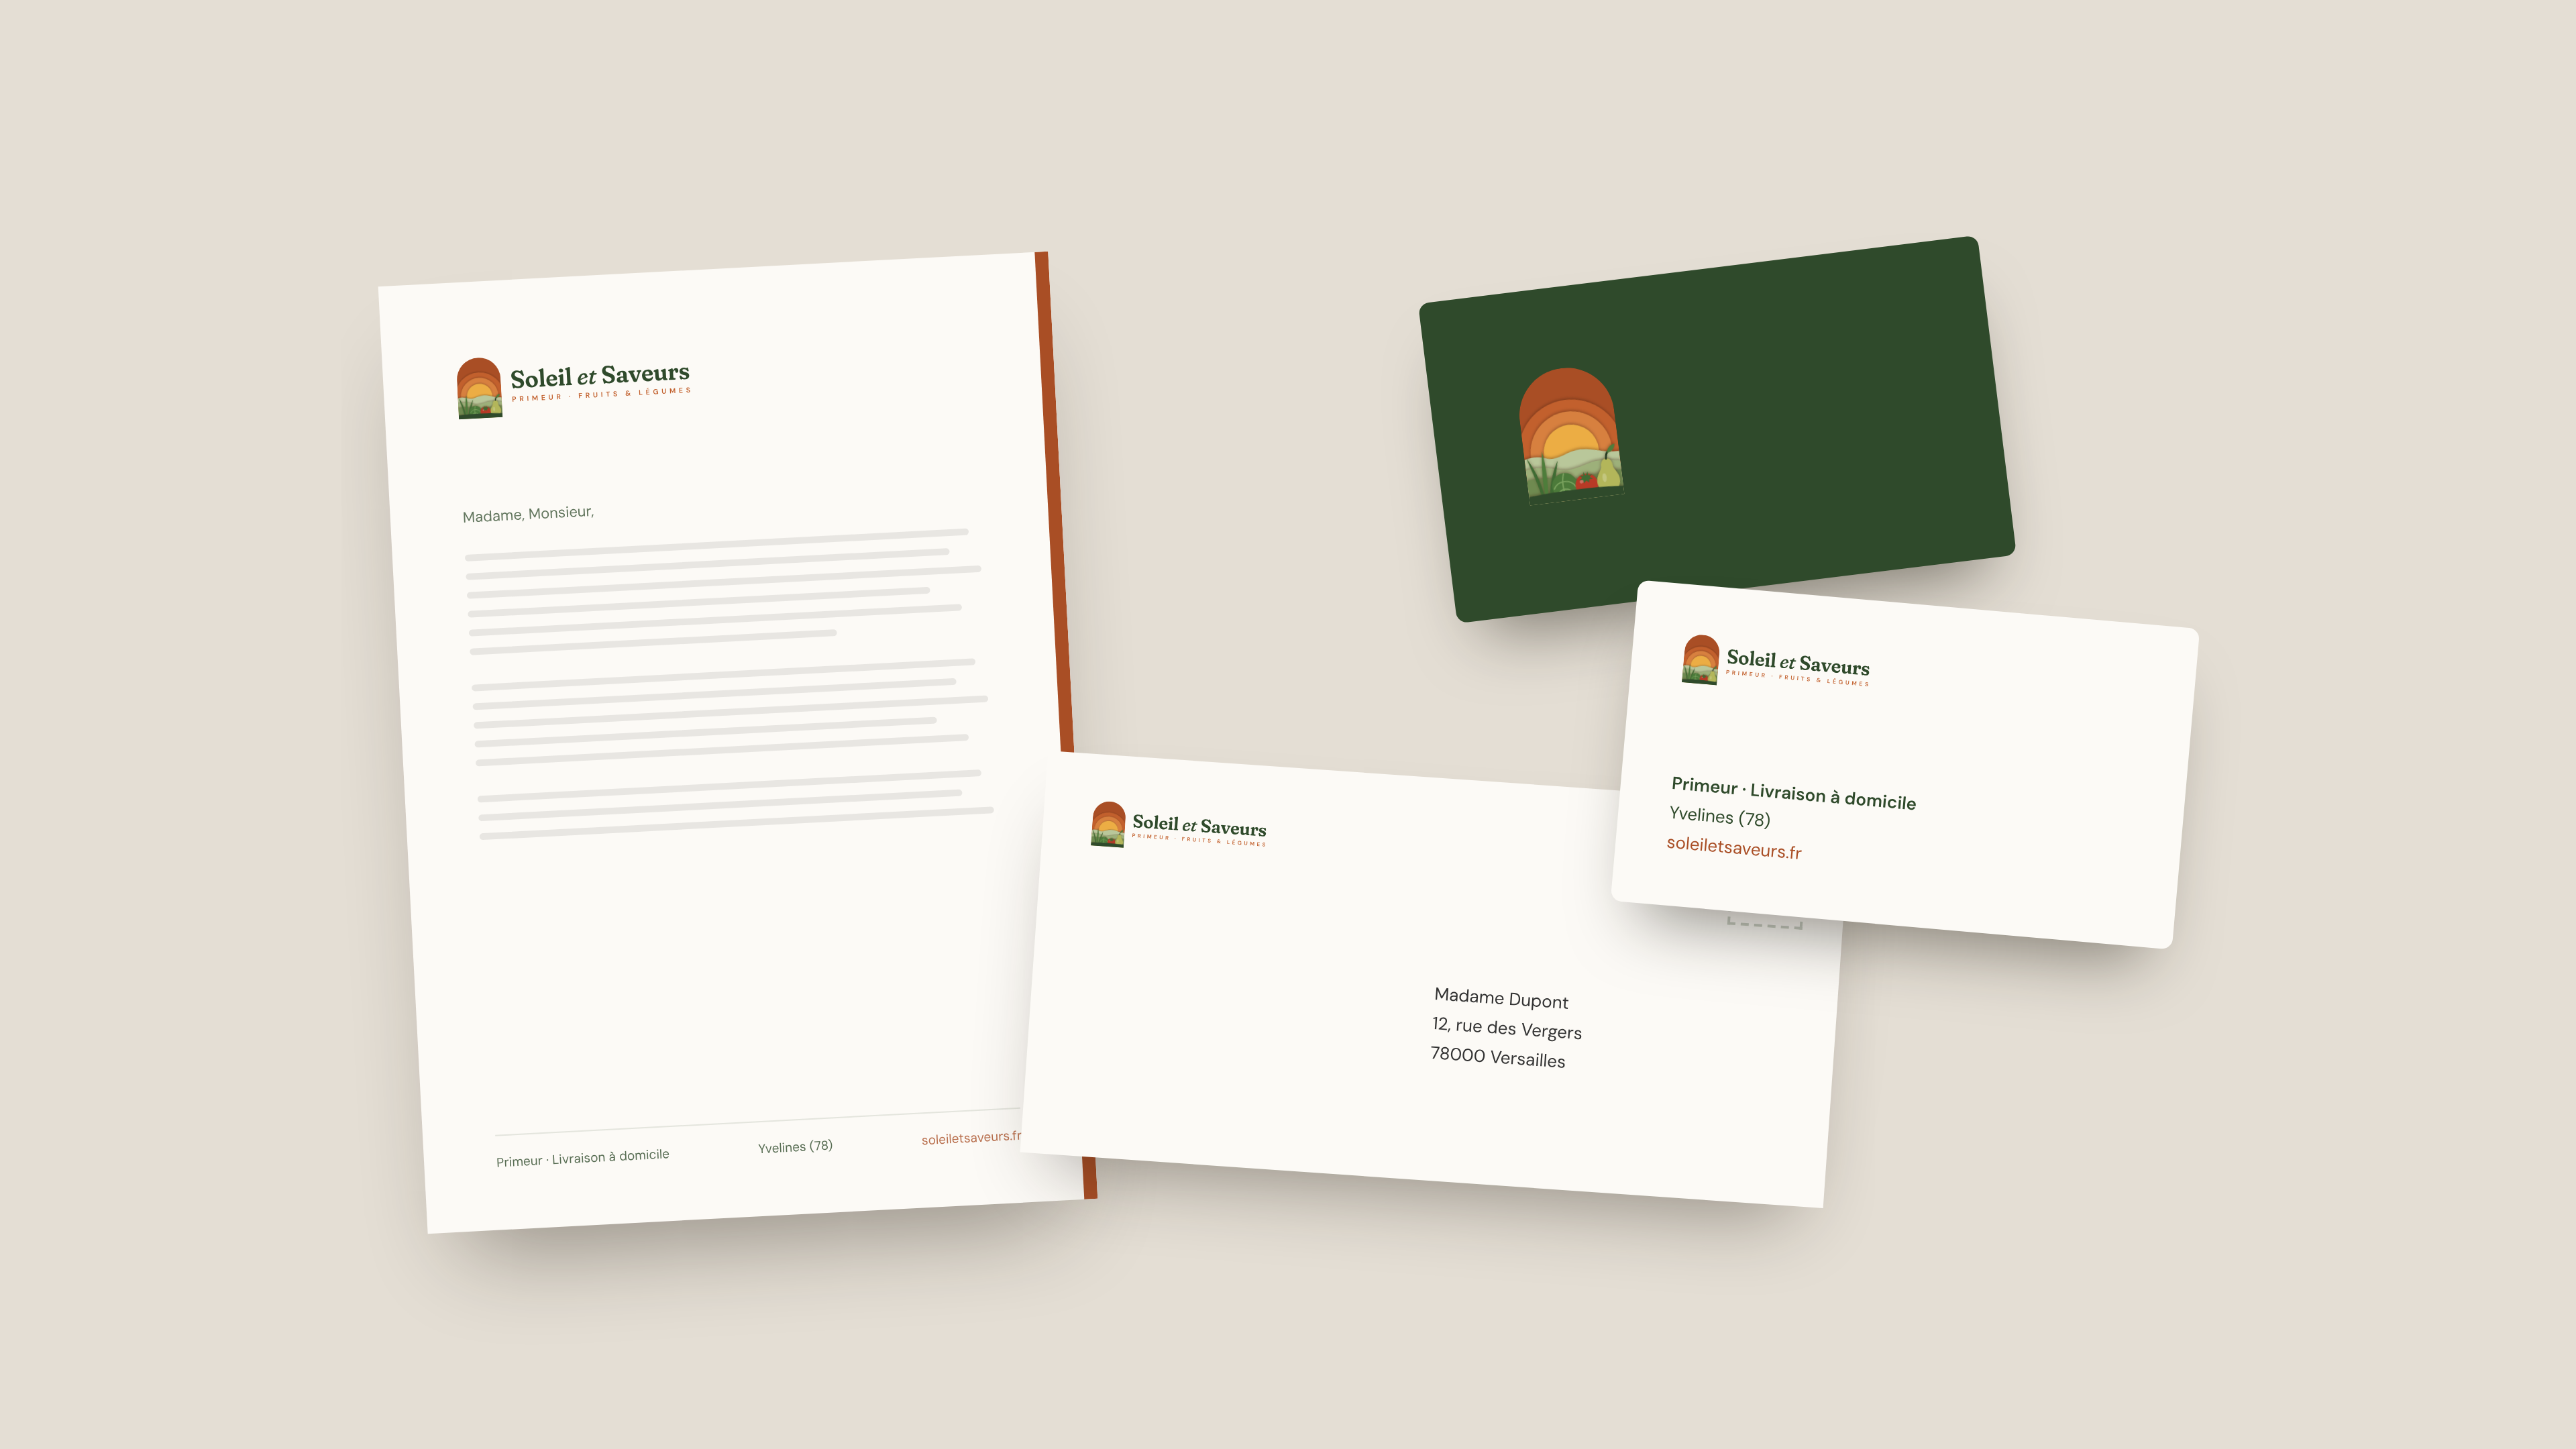 Soleil et Saveurs
PRIMEUR · FRUITS & LÉGUMES
Madame, Monsieur,
Primeur · Livraison à domicile
Yvelines (78)
soleiletsaveurs.fr
Soleil et Saveurs
PRIMEUR · FRUITS & LÉGUMES
Madame Dupont
12, rue des Vergers
78000 Versailles
Soleil et Saveurs
PRIMEUR · FRUITS & LÉGUMES
Primeur · Livraison à domicile
Yvelines (78)
soleiletsaveurs.fr